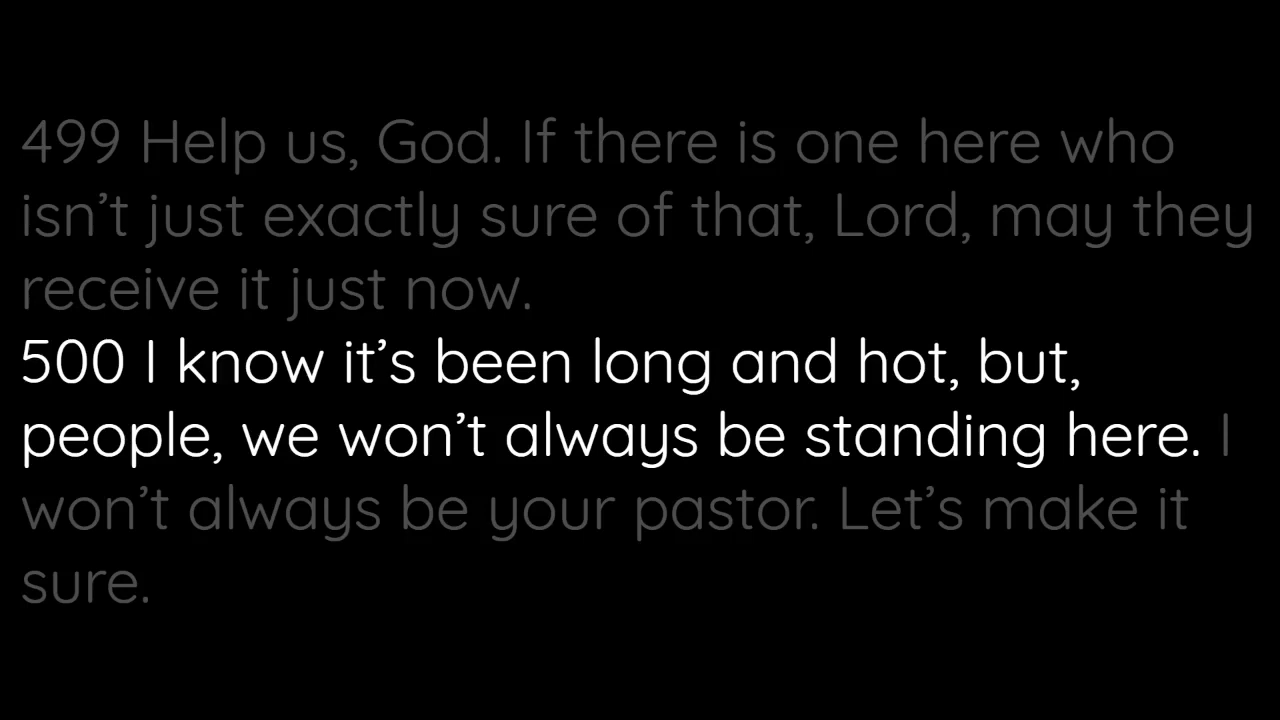 499 Help us, God. If there is one here who
isn’t just exactly sure of that, Lord, may they
receive it just now.
500 I know it’s been long and hot, but,
people, we won’t always be standing here. I
won’t always be your pastor. Let’s make it
sure.